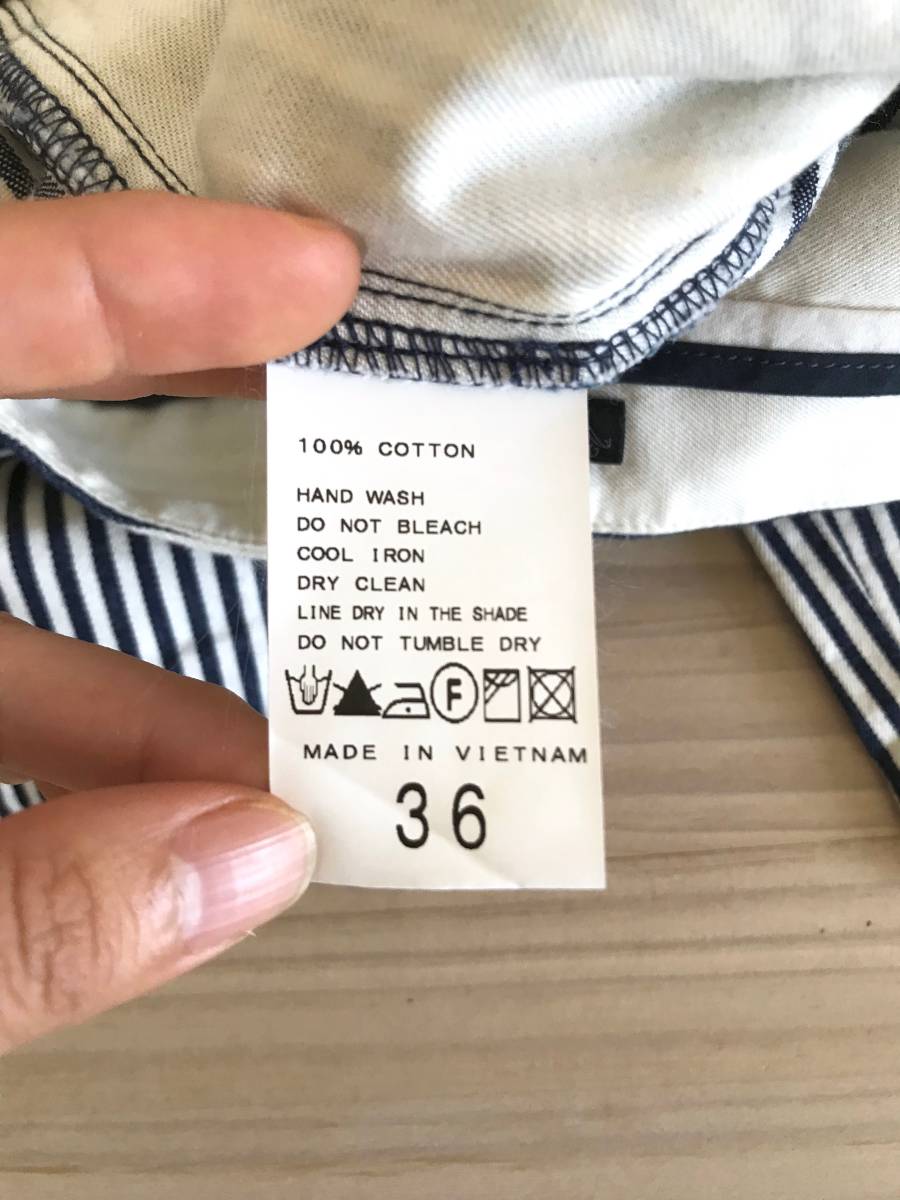 100% COTTON
HAND WASH
DO NOT BLEACH
COOL IRON
DRY CLEAN
LINE DRY IN THE SHADE
DO NOT TUMBLE DRY
F
MADE IN VIETNAM
36